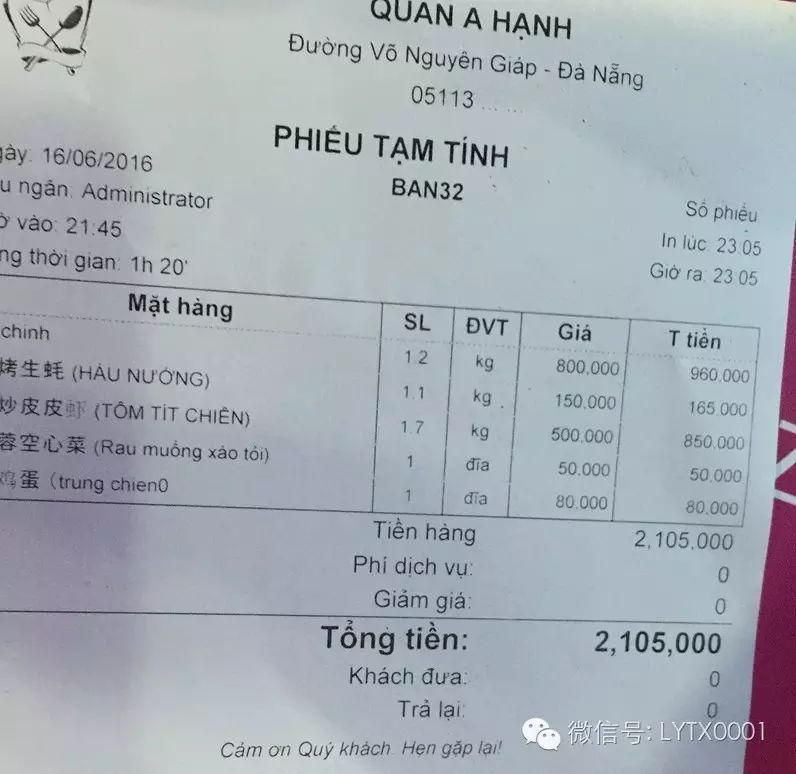 QUÁN A HẠNH
Đường Võ Nguyên Giáp - Đà Nẵng
05113
PHIẾU TẠM TÍNH
BAN32
gày: 16/06/2016
u ngân: Administrator
Số phiếu
ờ vào: 21:45
In lúc: 23:05
ng thời gian: 1h 20'
Giờ ra: 23:05
Mặt hàng SL ĐVT Giá T tiền
chinh 1.2 kg 800,000 960,000
烤生蚝 (HÀU NƯỚNG) 1.1 kg 150,000 165,000
炒皮皮虾 (TÔM TÍT CHIÊN) 1.7 kg 500,000 850,000
蓉空心菜 (Rau muống xào tỏi) 1 đĩa 50,000 50,000
鸡蛋 (trung chien0 1 đĩa 80,000 80,000
Tiền hàng 2,105,000
Phí dịch vụ: 0
Giảm giá: 0
Tổng tiền: 2,105,000
Khách đưa: 0
Trả lại: 0
Cảm ơn Quý khách. Hẹn gặp lại!
微信号: LYTX0001